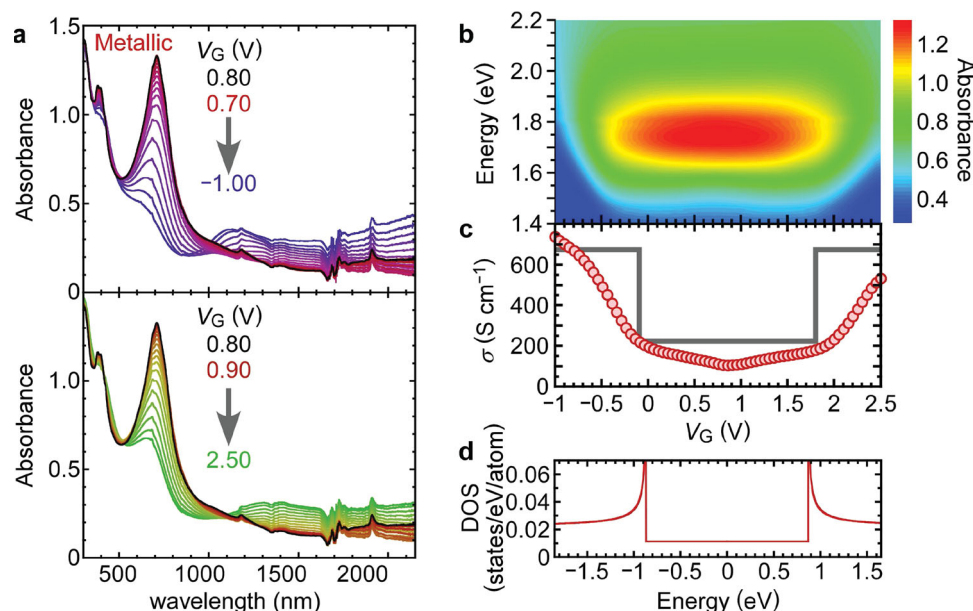 a
Metallic
V_G (V)
0.80
0.70
−1.00
1.5
1.0
0.5
0
Absorbance
V_G (V)
0.80
0.90
2.50
1.0
0.5
0
Absorbance
500 1000 1500 2000
wavelength (nm)
b
2.2
2.0
1.8
1.6
1.4
Energy (eV)
1.2
1.0
0.8
0.6
0.4
Absorbance
c
600
400
200
0
σ (S cm⁻¹)
−1 −0.5 0 0.5 1 1.5 2 2.5
V_G (V)
d
0.06
0.04
0.02
0
DOS
(states/eV/atom)
−1.5 −1 −0.5 0 0.5 1 1.5
Energy (eV)